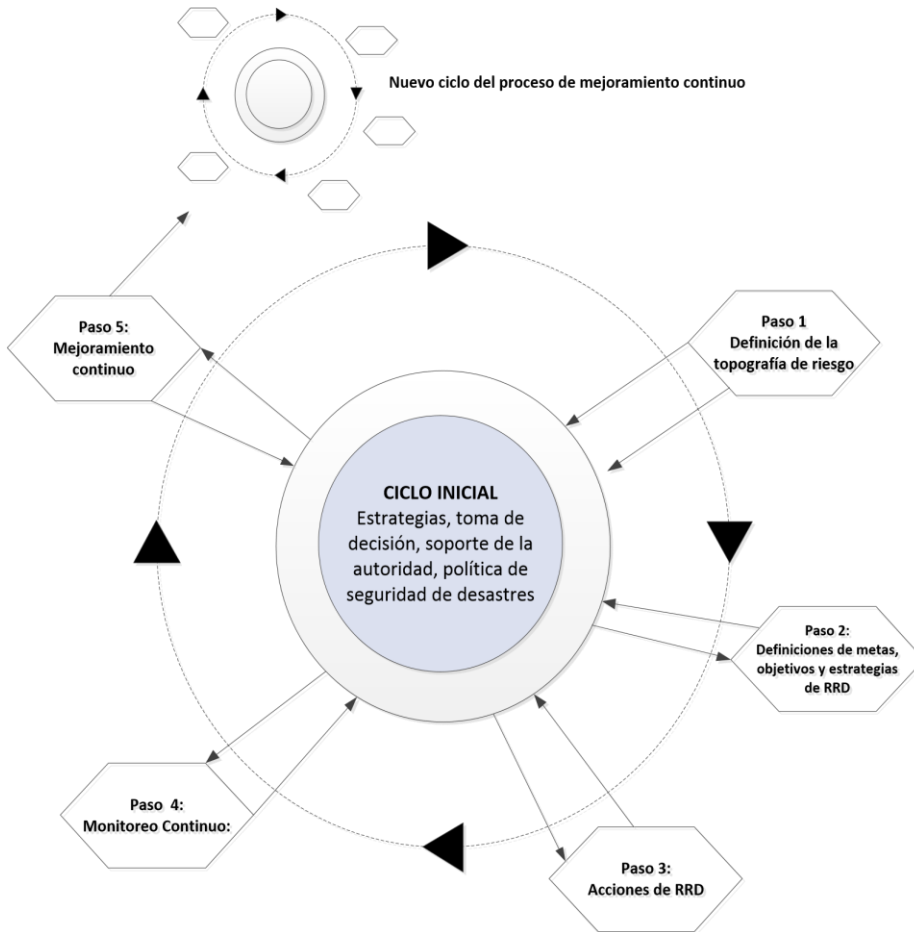 Nuevo ciclo del proceso de mejoramiento continuo
Paso 5:
Mejoramiento
continuo
Paso 1
Definición de la
topografía de riesgo
CICLO INICIAL
Estrategias, toma de
decisión, soporte de la
autoridad, política de
seguridad de desastres
Paso 2:
Definiciones de metas,
objetivos y estrategias
de RRD
Paso 4:
Monitoreo Continuo:
Paso 3:
Acciones de RRD